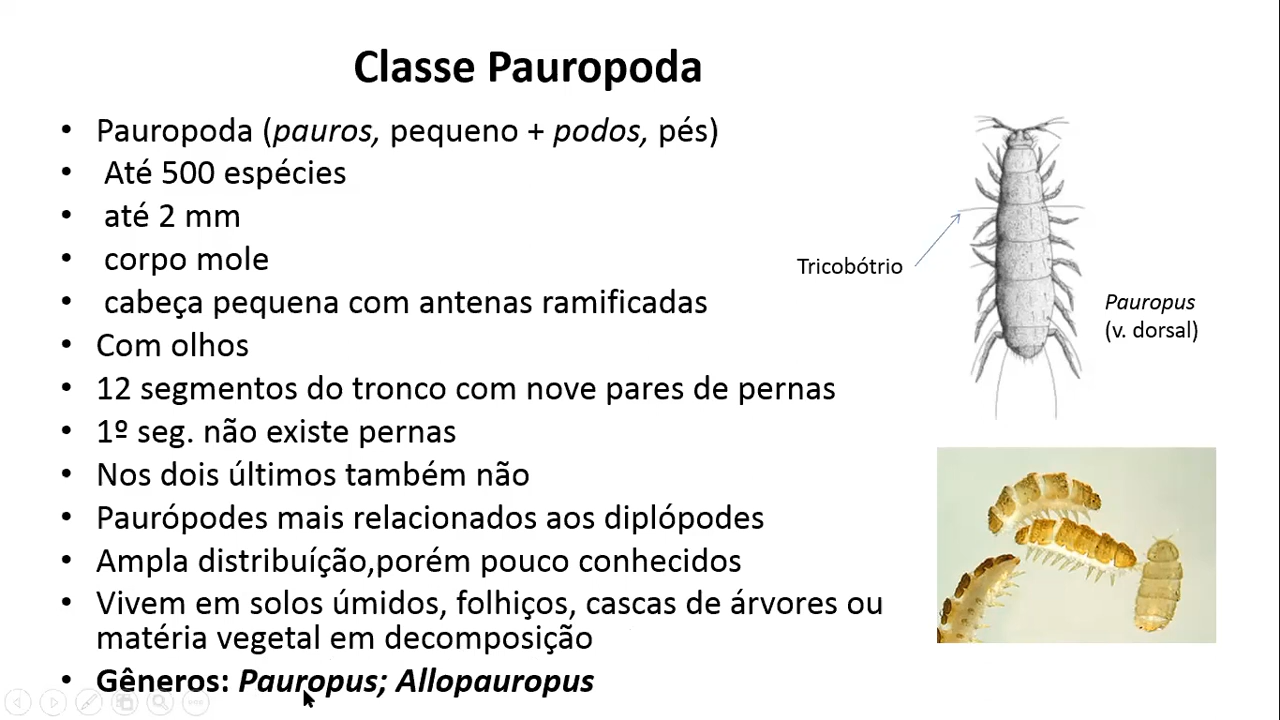 Classe Pauropoda
• Pauropoda (pauros, pequeno + podos, pés)
• Até 500 espécies
• até 2 mm
• corpo mole
• cabeça pequena com antenas ramificadas
• Com olhos
• 12 segmentos do tronco com nove pares de pernas
• 1º seg. não existe pernas
• Nos dois últimos também não
• Paurópodes mais relacionados aos diplópodes
• Ampla distribuíção,porém pouco conhecidos
• Vivem em solos úmidos, folhiços, cascas de árvores ou
matéria vegetal em decomposição
• Gêneros: Pauropus; Allopauropus
Tricobótrio
Pauropus
(v. dorsal)